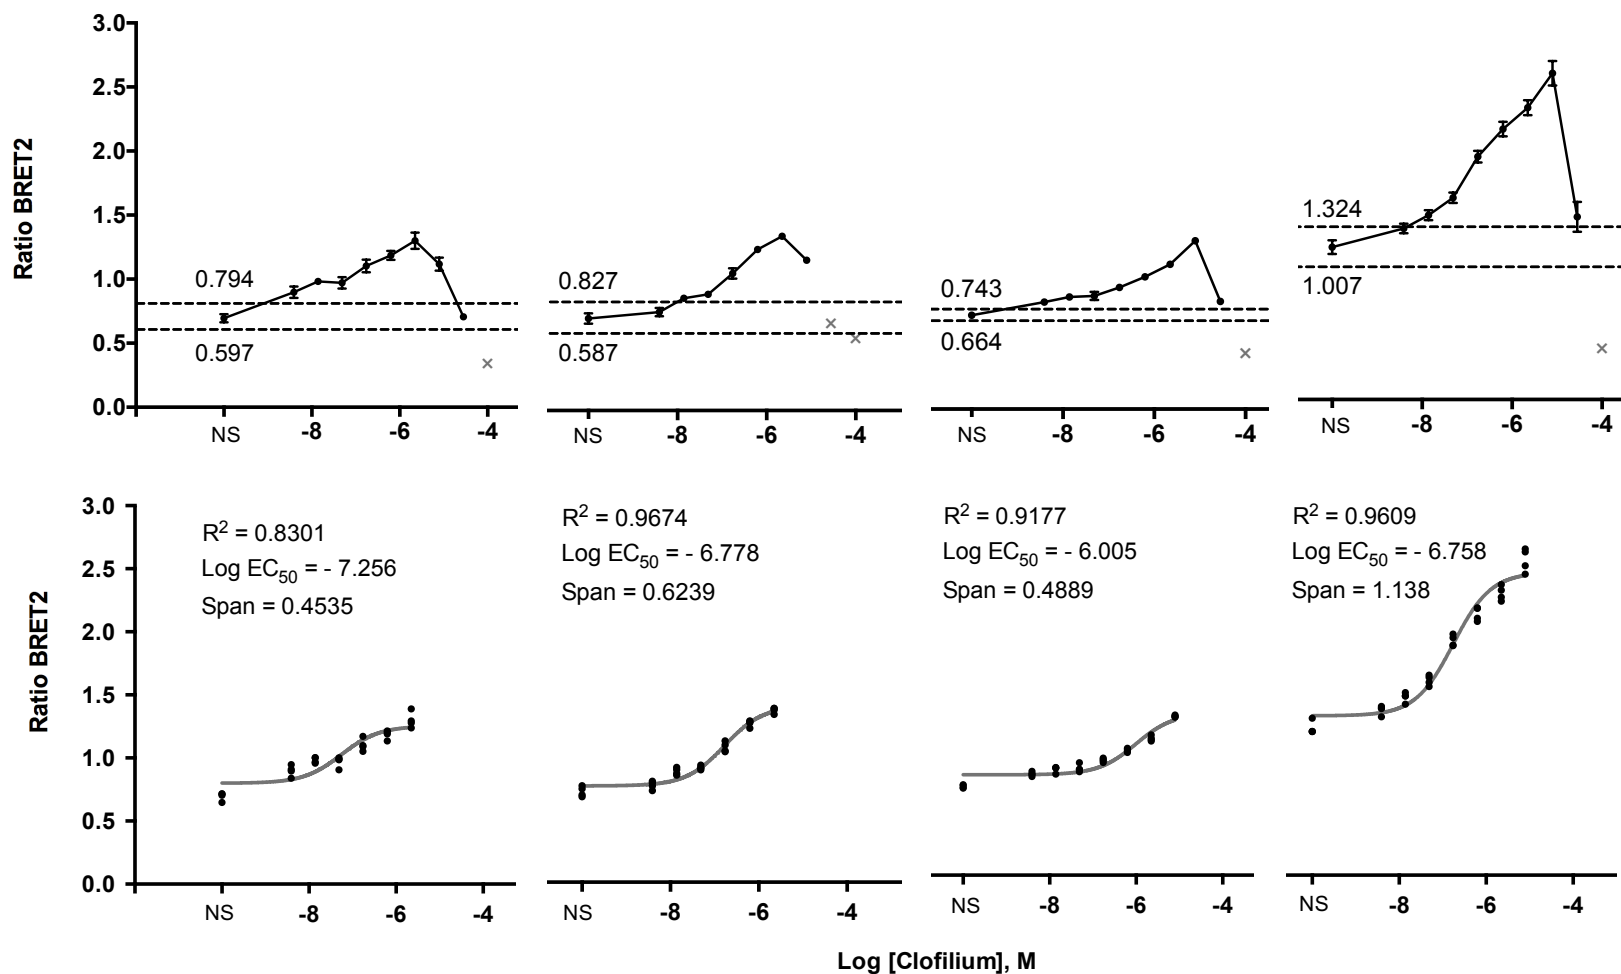 3.0
2.5
2.0
1.5
1.0
0.5
0.0
Ratio BRET2
0.794
0.597
NS -8 -6 -4
0.827
0.587
NS -8 -6 -4
0.743
0.664
NS -8 -6 -4
1.324
1.007
NS -8 -6 -4
3.0
2.5
2.0
1.5
1.0
0.5
0.0
Ratio BRET2
R² = 0.8301
Log EC₅₀ = - 7.256
Span = 0.4535
NS -8 -6 -4
R² = 0.9674
Log EC₅₀ = - 6.778
Span = 0.6239
NS -8 -6 -4
R² = 0.9177
Log EC₅₀ = - 6.005
Span = 0.4889
NS -8 -6 -4
R² = 0.9609
Log EC₅₀ = - 6.758
Span = 1.138
NS -8 -6 -4
Log [Clofilium], M